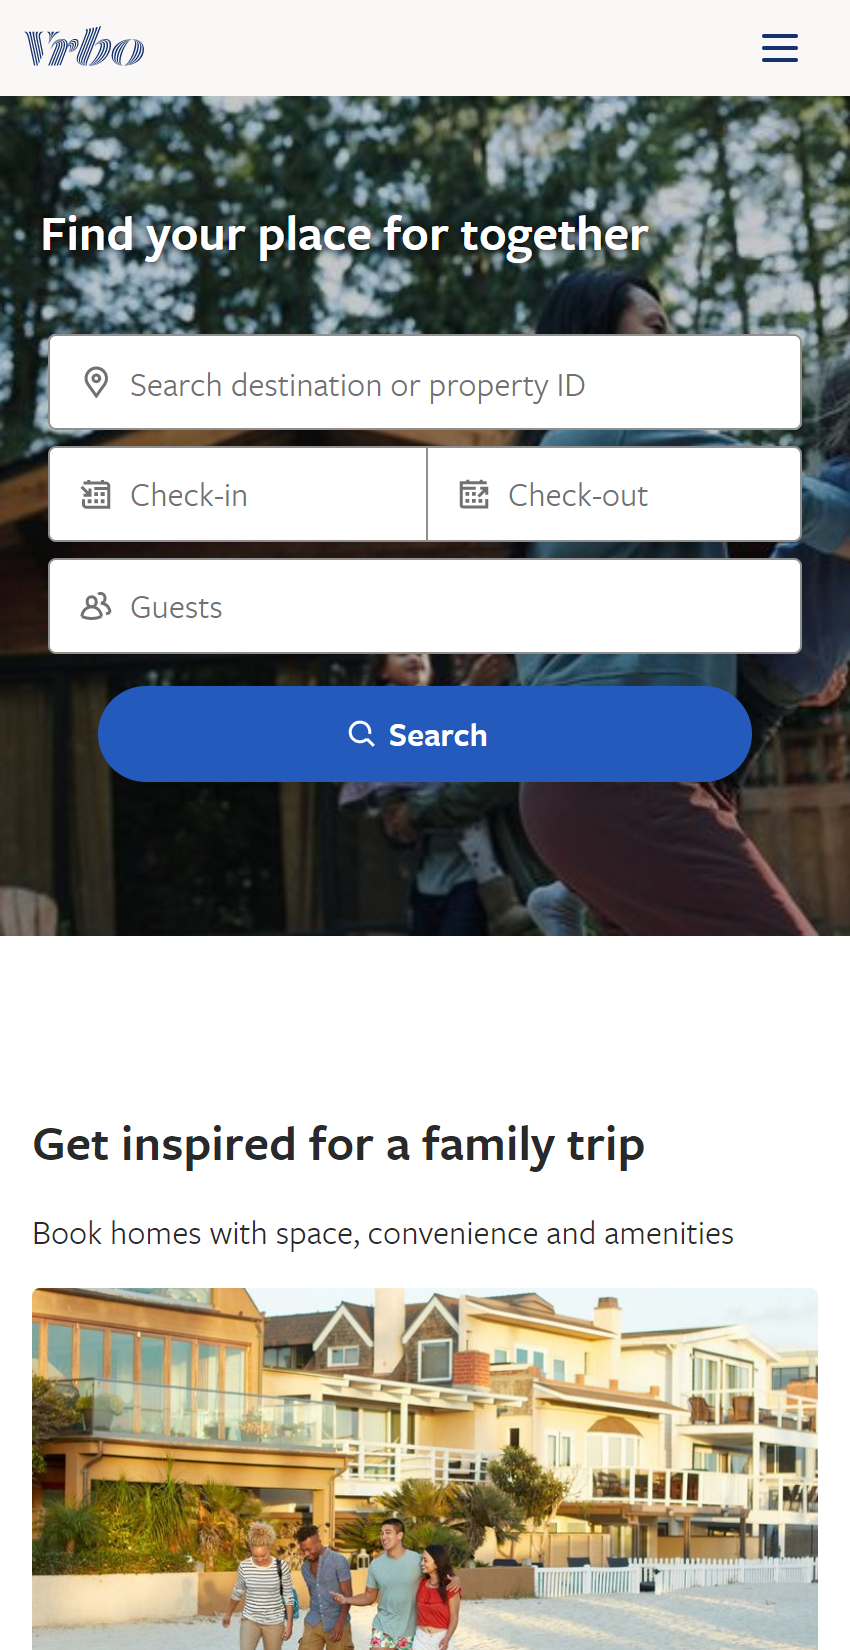 Vrbo
Find your place for together
Search destination or property ID
Check-in
Check-out
Guests
Search
Get inspired for a family trip
Book homes with space, convenience and amenities